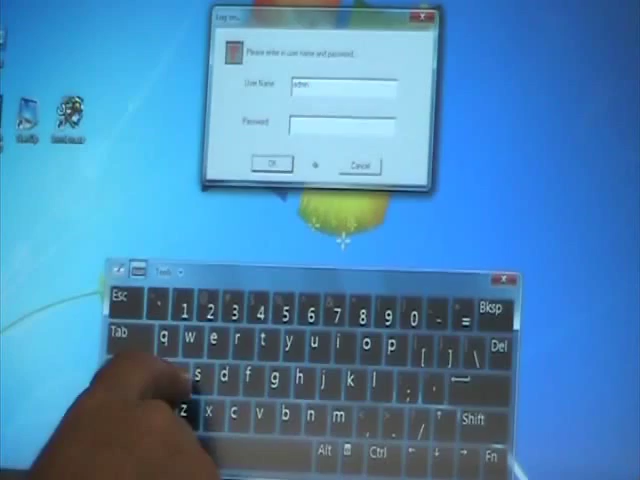 Log on...
Please enter a user name and password.
User Name
admin
Password
OK
Cancel
Tools
Esc 1 2 3 4 5 6 7 8 9 0 - = Bksp
Tab q w e r t y u i o p [ ] \ Del
s d f g h j k l ; '
z x c v b n m , . / Shift
Alt Ctrl Fn